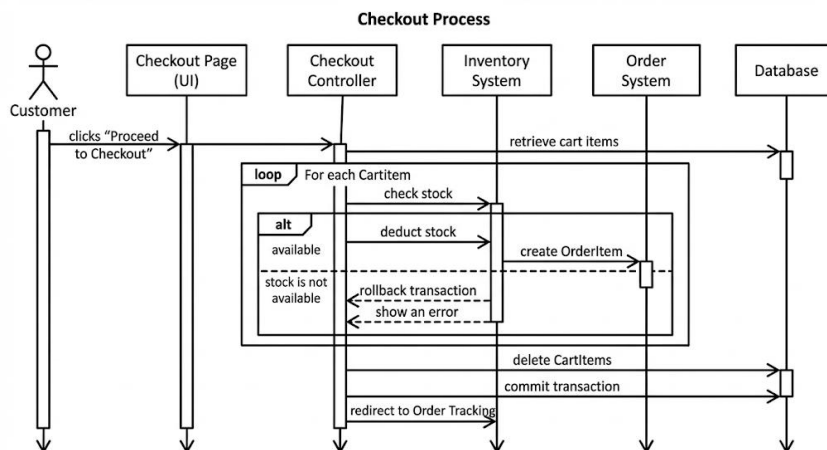 Checkout Process
Checkout Page
(UI)
Checkout
Controller
Inventory
System
Order
System
Database
Customer
clicks “Proceed
to Checkout”
retrieve cart items
loop
For each Cartitem
check stock
alt
deduct stock
available
create OrderItem
stock is not
available
rollback transaction
show an error
delete CartItems
commit transaction
redirect to Order Tracking